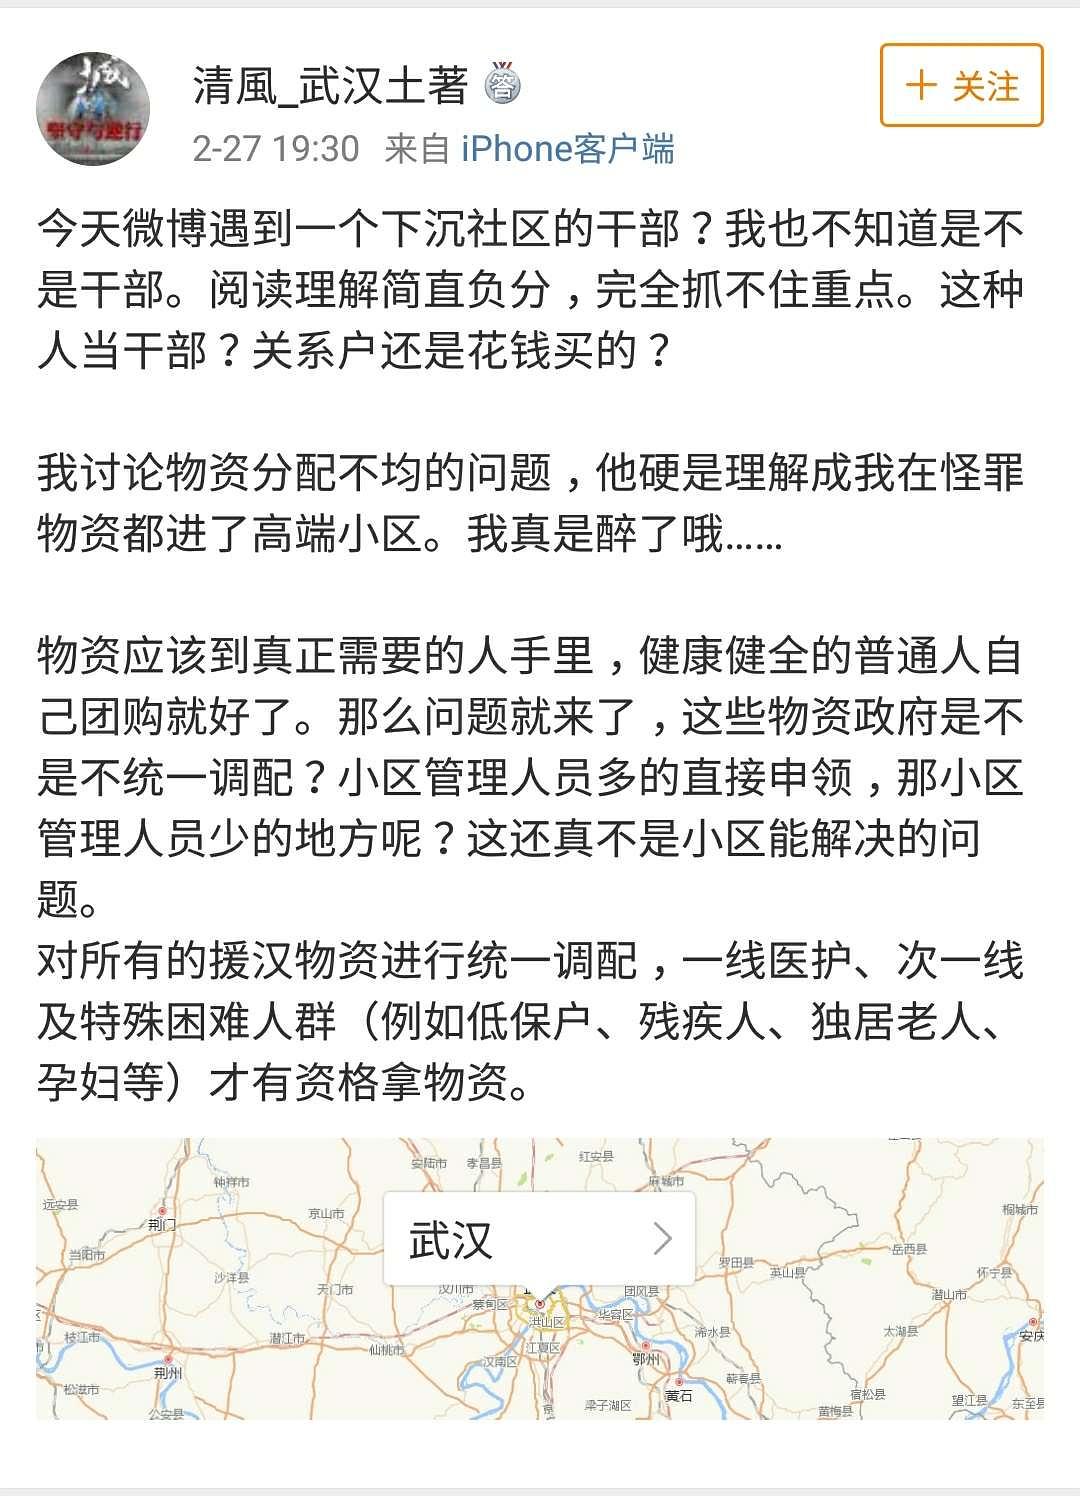 清風_武汉土著
答
＋ 关注
2-27 19:30 来自 iPhone客户端
今天微博遇到一个下沉社区的干部？我也不知道是不
是干部。阅读理解简直负分，完全抓不住重点。这种
人当干部？关系户还是花钱买的？
我讨论物资分配不均的问题，他硬是理解成我在怪罪
物资都进了高端小区。我真是醉了哦……
物资应该到真正需要的人手里，健康健全的普通人自
己团购就好了。那么问题就来了，这些物资政府是不
是不统一调配？小区管理人员多的直接申领，那小区
管理人员少的地方呢？这还真不是小区能解决的问
题。
对所有的援汉物资进行统一调配，一线医护、次一线
及特殊困难人群（例如低保户、残疾人、独居老人、
孕妇等）才有资格拿物资。
安陆市
孝昌县
红安县
麻城市
钟祥市
远安县
荆门
京山市
桐城市
武汉
当阳市
沙洋县
天门市
汉川市
蔡甸区
洪山区
团风县
华容区
罗田县
英山县
岳西县
怀宁县
潜山市
枝江市
潜江市
仙桃市
江夏区
汉南区
鄂州
浠水县
太湖县
安庆
荆州
松滋市
公安县
梁子湖区
黄石
蕲春县
黄梅县
宿松县
望江县
东至县